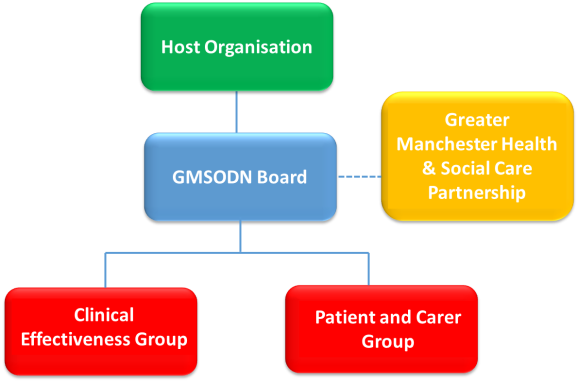 Host Organisation
GMSODN Board
Greater
Manchester Health
& Social Care
Partnership
Clinical
Effectiveness Group
Patient and Carer
Group